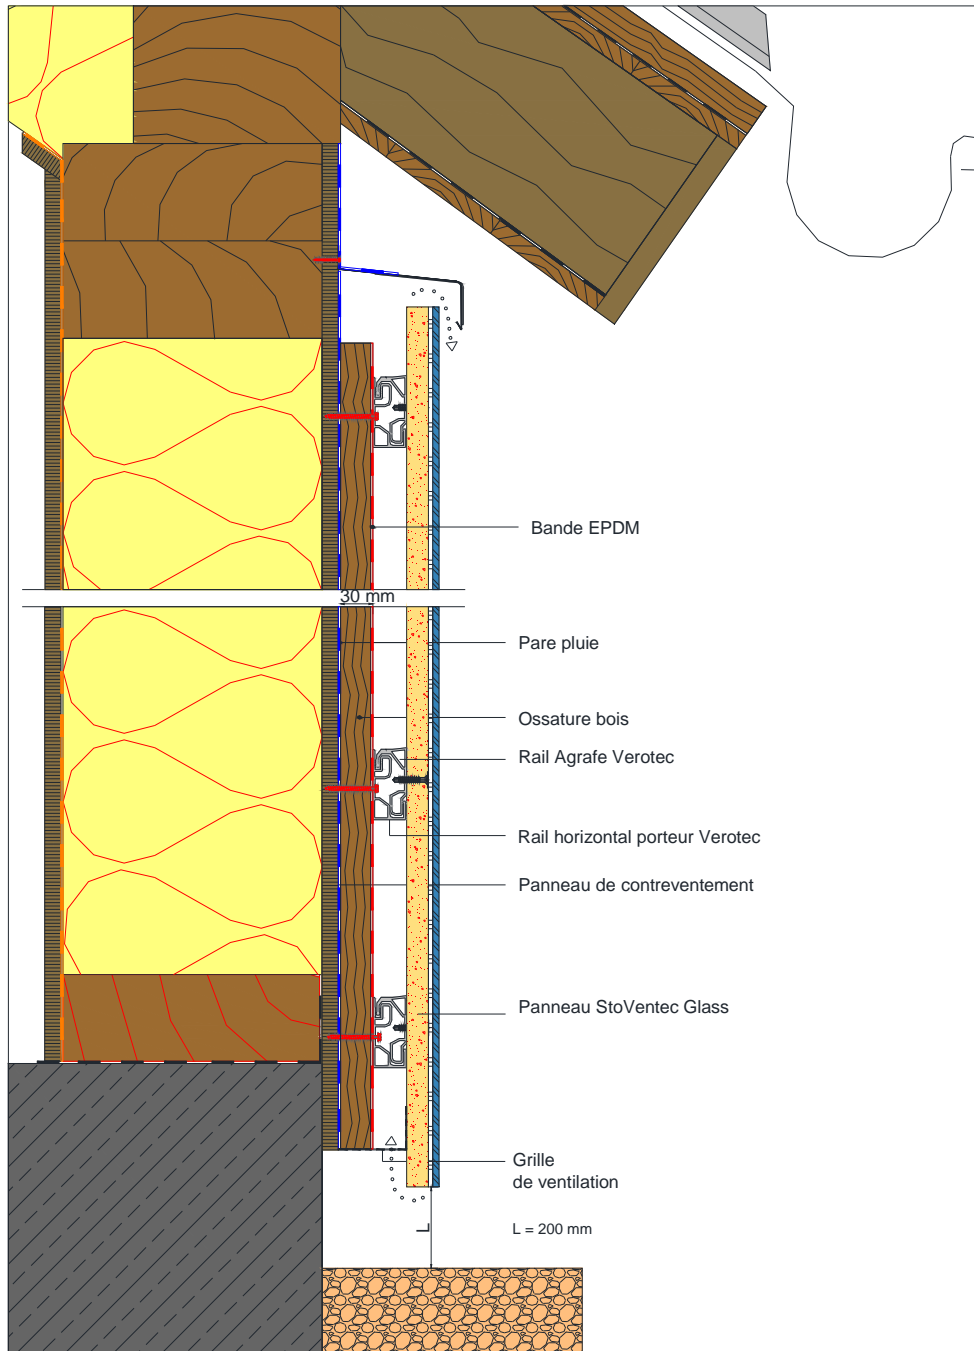 Bande EPDM
30 mm
Pare pluie
Ossature bois
Rail Agrafe Verotec
Rail horizontal porteur Verotec
Panneau de contreventement
Panneau StoVentec Glass
Grille
de ventilation
L
L = 200 mm